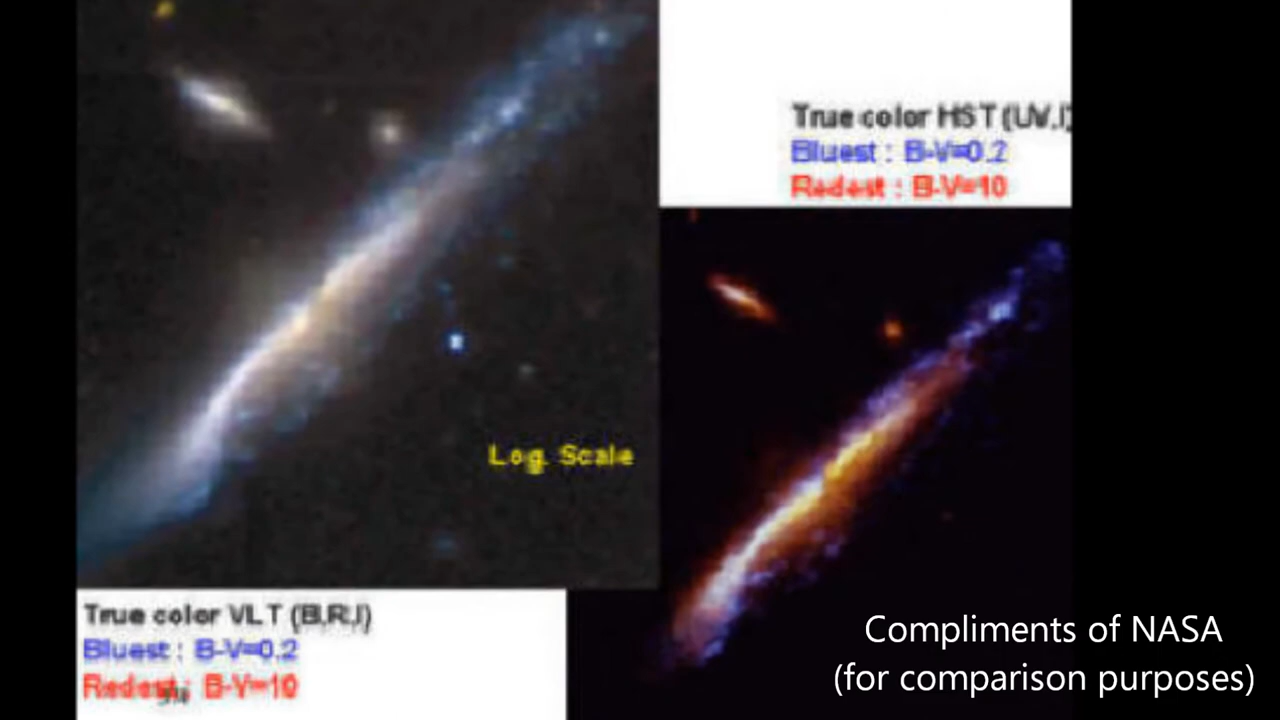 True color HST (UV,I)
Bluest : B-V=0.2
Redest : B-V=10
Log. Scale
True color VLT (B,R,I)
Bluest : B-V=0.2
Redest : B-V=10
Compliments of NASA
(for comparison purposes)